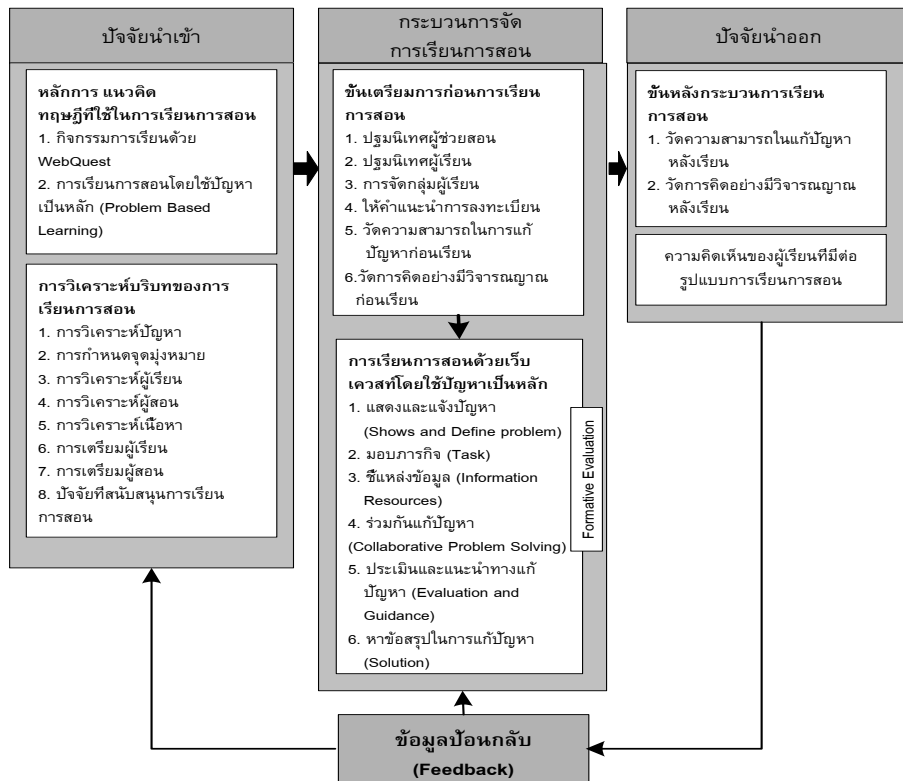 ปัจจัยนำเข้า
หลักการ แนวคิด
ทฤษฎีที่ใช้ในการเรียนการสอน
1. กิจกรรมการเรียนด้วย
WebQuest
2. การเรียนการสอนโดยใช้ปัญหา
เป็นหลัก (Problem Based
Learning)
การวิเคราะห์บริบทของการ
เรียนการสอน
1. การวิเคราะห์ปัญหา
2. การกำหนดจุดมุ่งหมาย
3. การวิเคราะห์ผู้เรียน
4. การวิเคราะห์ผู้สอน
5. การวิเคราะห์เนื้อหา
6. การเตรียมผู้เรียน
7. การเตรียมผู้สอน
8. ปัจจัยที่สนับสนุนการเรียน
การสอน
กระบวนการจัด
การเรียนการสอน
ขั้นเตรียมการก่อนการเรียน
การสอน
1. ปฐมนิเทศผู้ช่วยสอน
2. ปฐมนิเทศผู้เรียน
3. การจัดกลุ่มผู้เรียน
4. ให้คำแนะนำการลงทะเบียน
5. วัดความสามารถในการแก้
ปัญหาก่อนเรียน
6.วัดการคิดอย่างมีวิจารณญาณ
ก่อนเรียน
การเรียนการสอนด้วยเว็บ
เควสท์โดยใช้ปัญหาเป็นหลัก
1. แสดงและแจ้งปัญหา
(Shows and Define problem)
2. มอบภารกิจ (Task)
3. ชี้แหล่งข้อมูล (Information
Resources)
4. ร่วมกันแก้ปัญหา
(Collaborative Problem Solving)
5. ประเมินและแนะนำทางแก้
ปัญหา (Evaluation and
Guidance)
6. หาข้อสรุปในการแก้ปัญหา
(Solution)
Formative Evaluation
ปัจจัยนำออก
ขั้นหลังกระบวนการเรียน
การสอน
1. วัดความสามารถในแก้ปัญหา
หลังเรียน
2. วัดการคิดอย่างมีวิจารณญาณ
หลังเรียน
ความคิดเห็นของผู้เรียนที่มีต่อ
รูปแบบการเรียนการสอน
ข้อมูลป้อนกลับ
(Feedback)